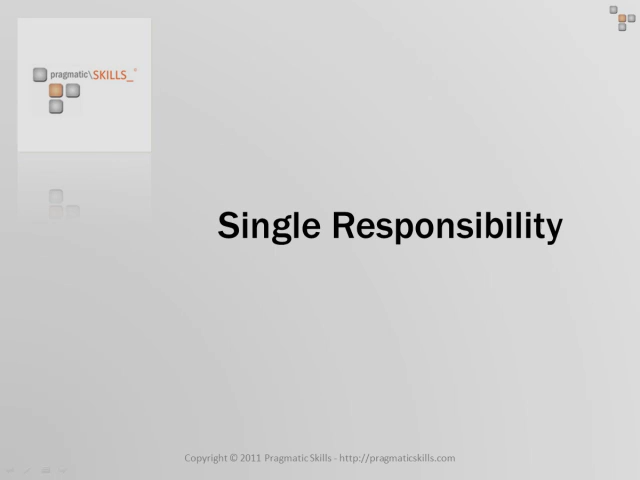 pragmatic\SKILLS_
Single Responsibility
Copyright © 2011 Pragmatic Skills - http://pragmaticskills.com